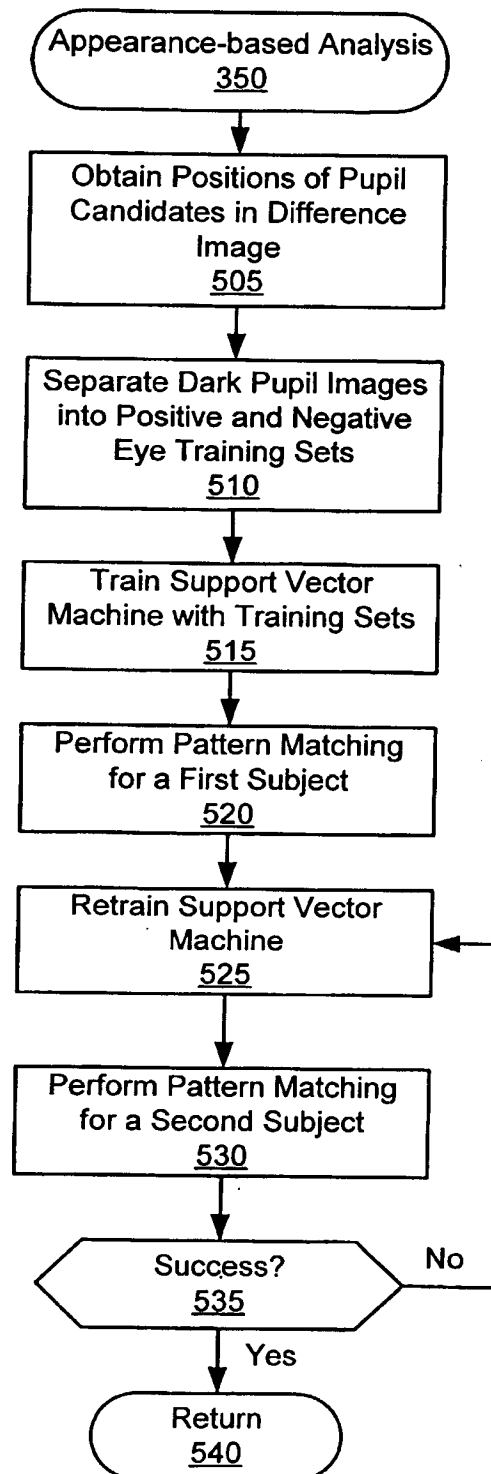 Appearance-based Analysis
350
Obtain Positions of Pupil
Candidates in Difference
Image
505
Separate Dark Pupil Images
into Positive and Negative
Eye Training Sets
510
Train Support Vector
Machine with Training Sets
515
Perform Pattern Matching
for a First Subject
520
Retrain Support Vector
Machine
525
Perform Pattern Matching
for a Second Subject
530
Success?
535
No
Yes
Return
540